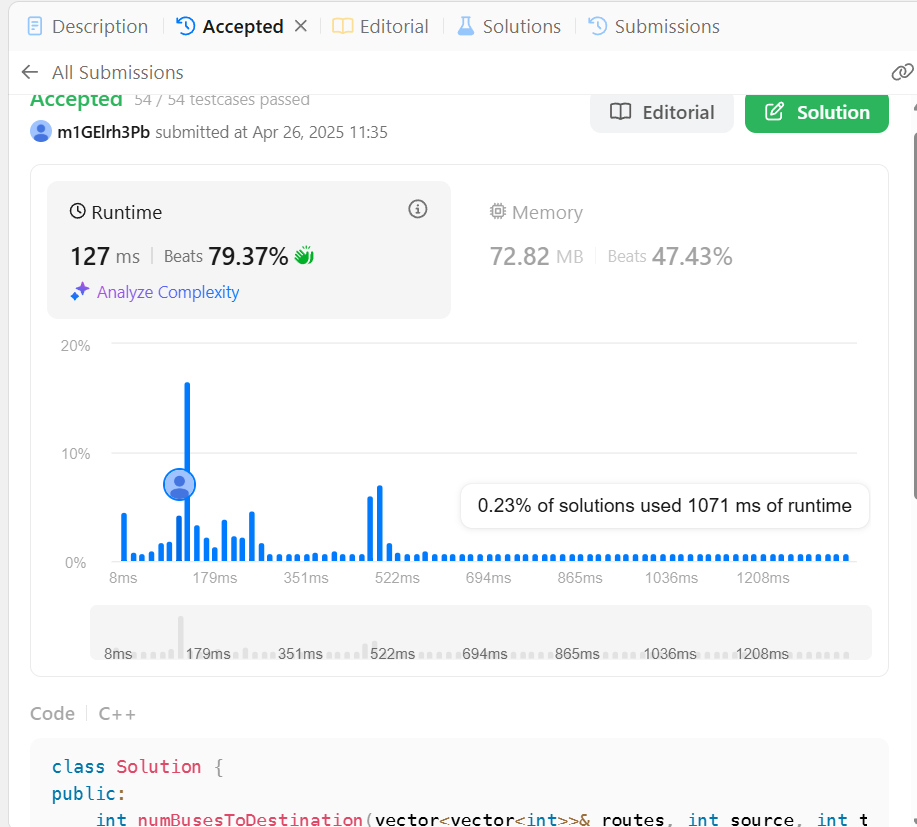 Description Accepted Editorial Solutions Submissions
All Submissions
Accepted 54 / 54 testcases passed
m1GElrh3Pb submitted at Apr 26, 2025 11:35
Editorial Solution
Runtime
127 ms Beats 79.37%
Analyze Complexity
Memory
72.82 MB Beats 47.43%
20%
10%
0%
0.23% of solutions used 1071 ms of runtime
8ms 179ms 351ms 522ms 694ms 865ms 1036ms 1208ms
8ms 179ms 351ms 522ms 694ms 865ms 1036ms 1208ms
Code C++
class Solution {
public:
int numBusesToDestination(vector<vector<int>>& routes, int source, int t